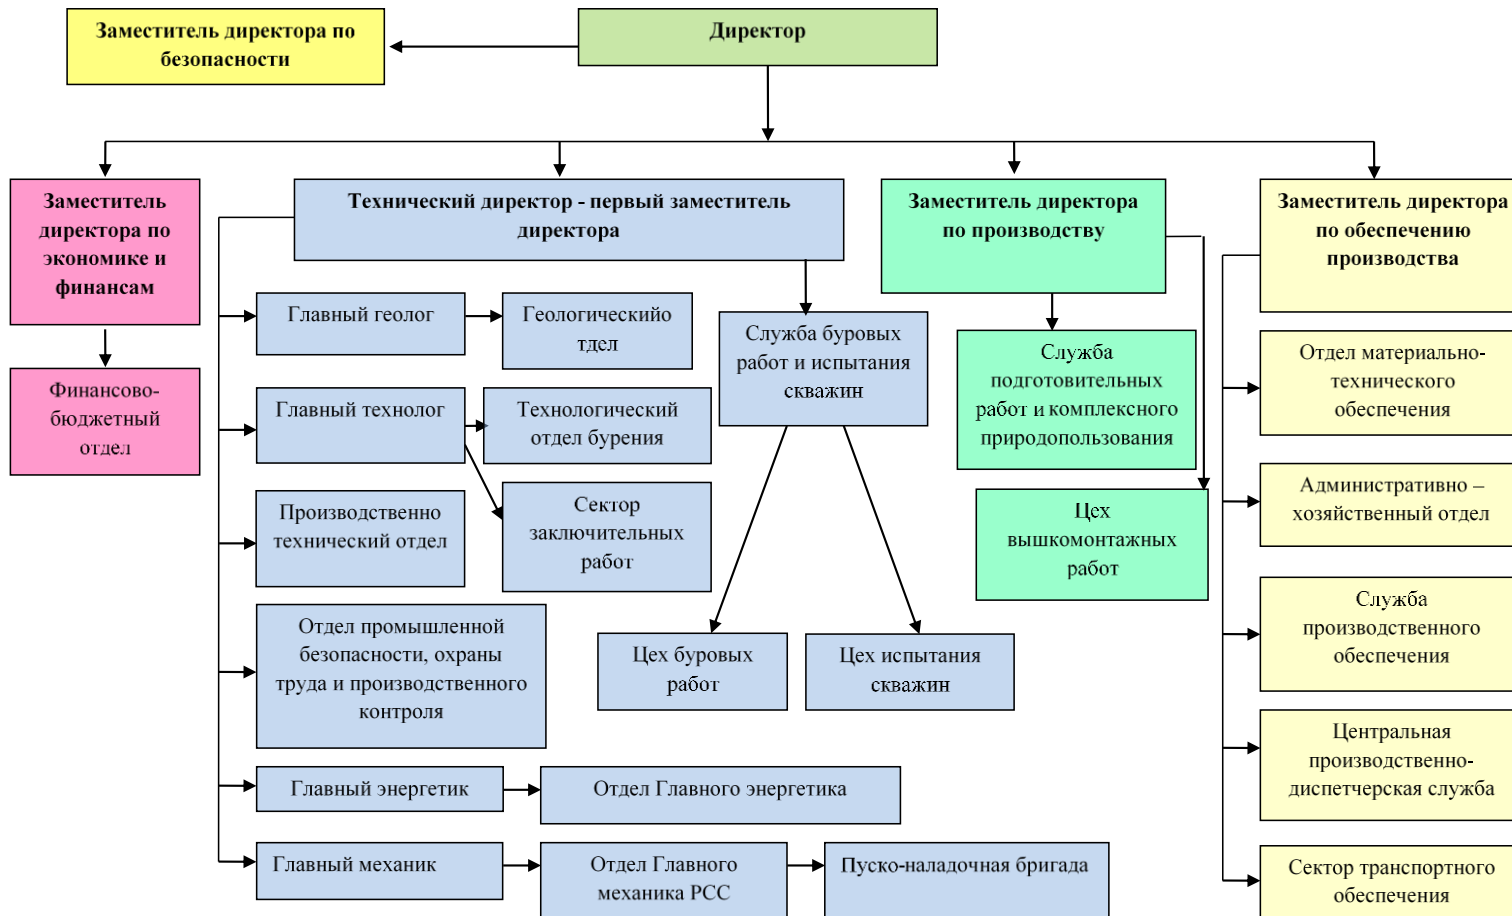 Заместитель директора по
безопасности
Директор
Заместитель
директора по
экономике и
финансам
Финансово-
бюджетный
отдел
Технический директор - первый заместитель
директора
Главный геолог
Геологическийо
тдел
Главный технолог
Технологический
отдел бурения
Сектор
заключительных
работ
Производственно
технический отдел
Отдел промышленной
безопасности, охраны
труда и производственного
контроля
Главный энергетик
Отдел Главного энергетика
Главный механик
Отдел Главного
механика РСС
Пуско-наладочная бригада
Служба буровых
работ и испытания
скважин
Цех буровых
работ
Цех испытания
скважин
Заместитель директора
по производству
Служба
подготовительных
работ и комплексного
природопользования
Цех
вышкомонтажных
работ
Заместитель директора
по обеспечению
производства
Отдел материально-
технического
обеспечения
Административно –
хозяйственный отдел
Служба
производственного
обеспечения
Центральная
производственно-
диспетчерская служба
Сектор транспортного
обеспечения